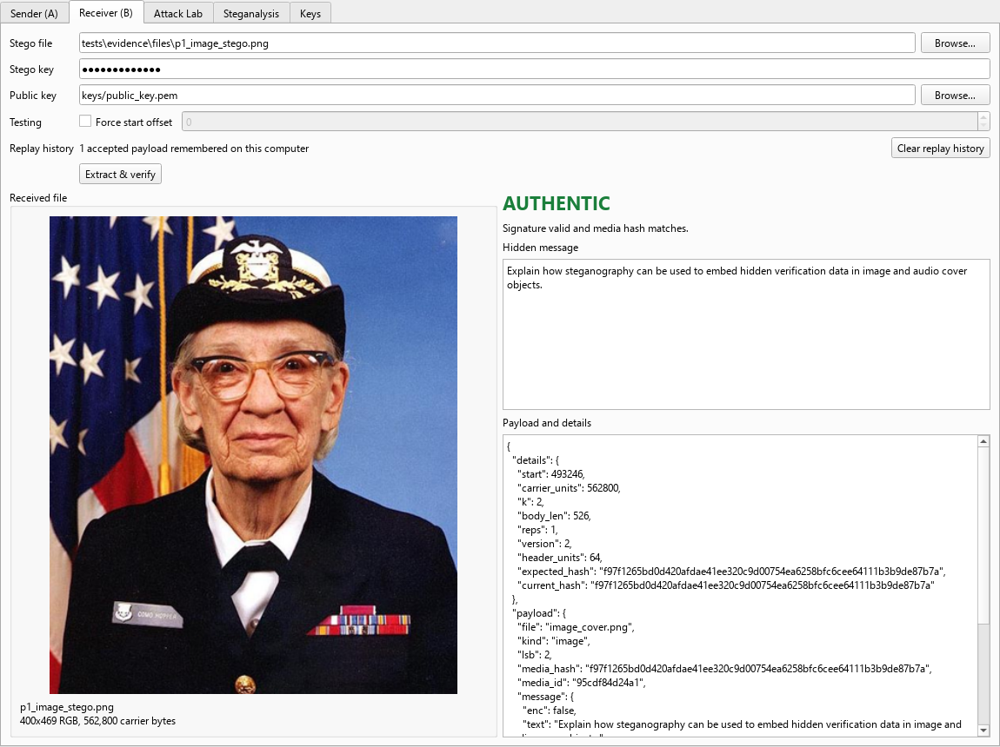 Sender (A) Receiver (B) Attack Lab Steganalysis Keys
Stego file tests\evidence\files\p1_image_stego.png Browse...
Stego key ●●●●●●●●●●●●●
Public key keys/public_key.pem Browse...
Testing Force start offset 0
Replay history 1 accepted payload remembered on this computer Clear replay history
Extract & verify
Received file
COMO HOPPER
p1_image_stego.png
400x469 RGB, 562,800 carrier bytes
AUTHENTIC
Signature valid and media hash matches.
Hidden message
Explain how steganography can be used to embed hidden verification data in image and audio cover
objects.
Payload and details
{
"details": {
"start": 493246,
"carrier_units": 562800,
"k": 2,
"body_len": 526,
"reps": 1,
"version": 2,
"header_units": 64,
"expected_hash": "f97f1265bd0d420afdae41ee320c9d00754ea6258bfc6cee64111b3b9de87b7a",
"current_hash": "f97f1265bd0d420afdae41ee320c9d00754ea6258bfc6cee64111b3b9de87b7a"
},
"payload": {
"file": "image_cover.png",
"kind": "image",
"lsb": 2,
"media_hash": "f97f1265bd0d420afdae41ee320c9d00754ea6258bfc6cee64111b3b9de87b7a",
"media_id": "95cdf84d24a1",
"message": {
"enc": false,
"text": "Explain how steganography can be used to embed hidden verification data in image and